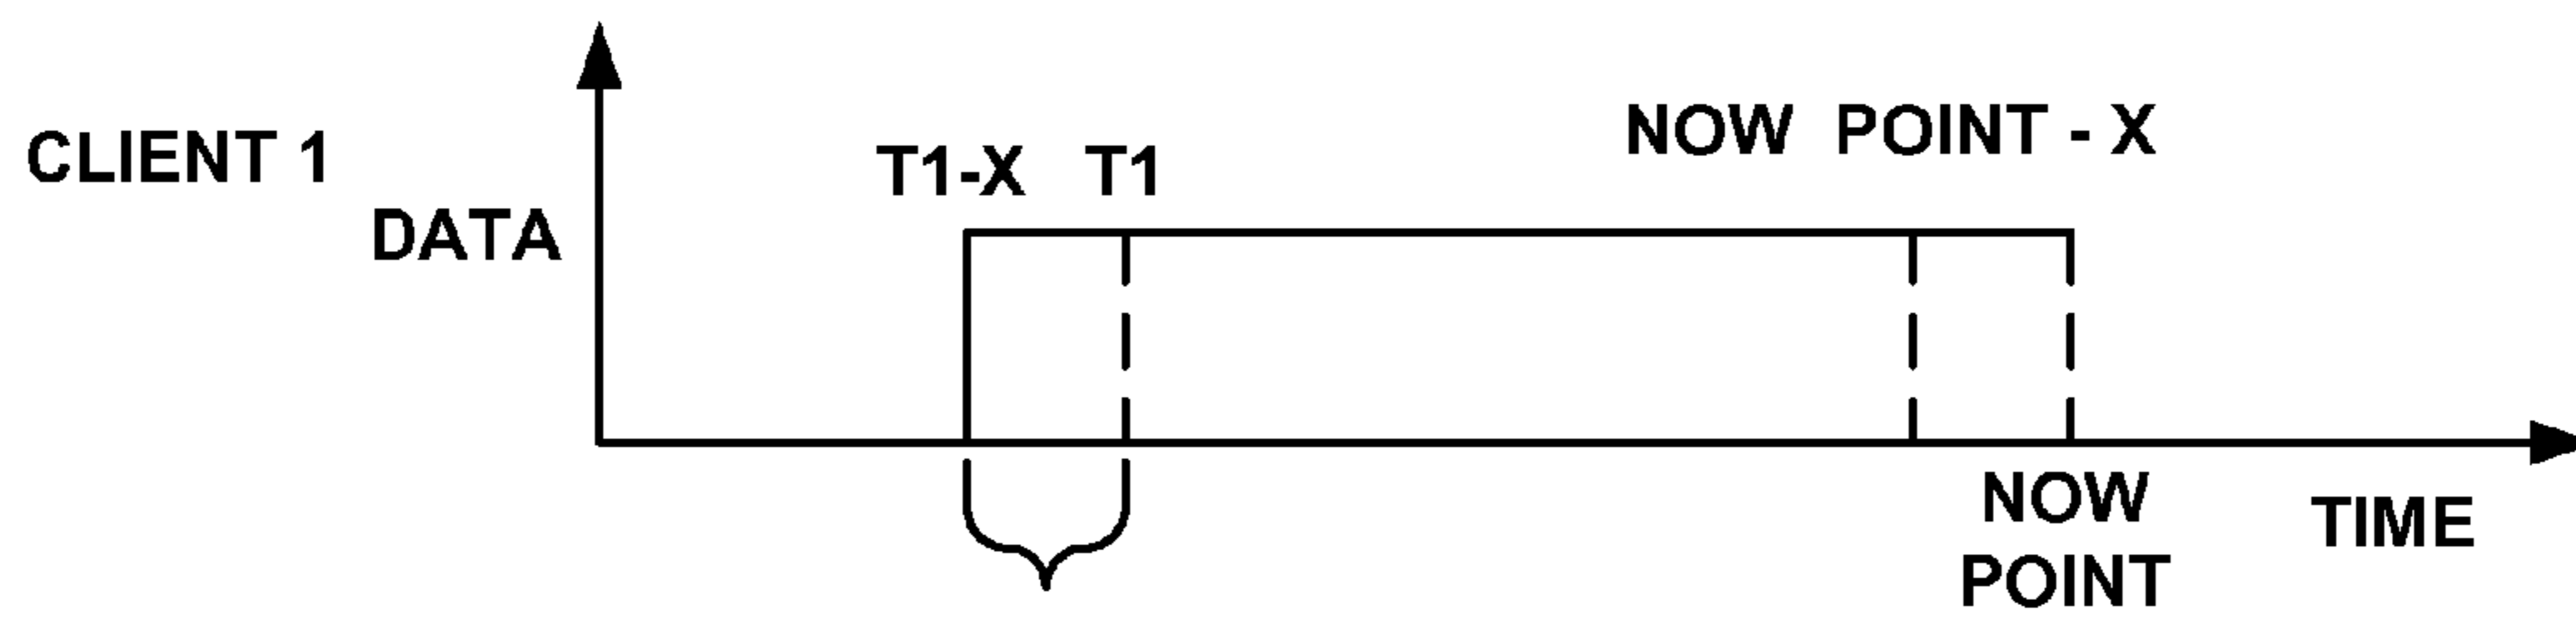 CLIENT 1
DATA
T1-X
T1
NOW POINT - X
NOW
POINT
TIME